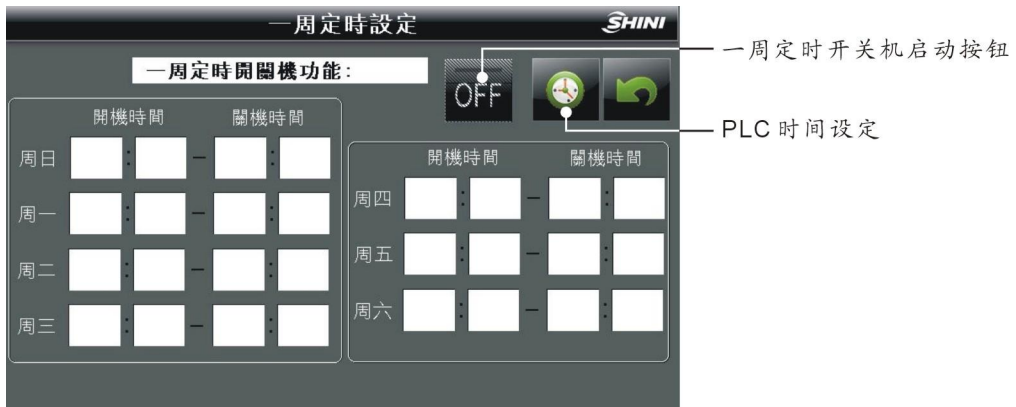 一周定時設定
SHINI
一周定時開關機功能:
OFF
一周定时开关机启动按钮
PLC 时间设定
開機時間 關機時間
周日 : - :
周一 : - :
周二 : - :
周三 : - :
開機時間 關機時間
周四 : - :
周五 : - :
周六 : - :